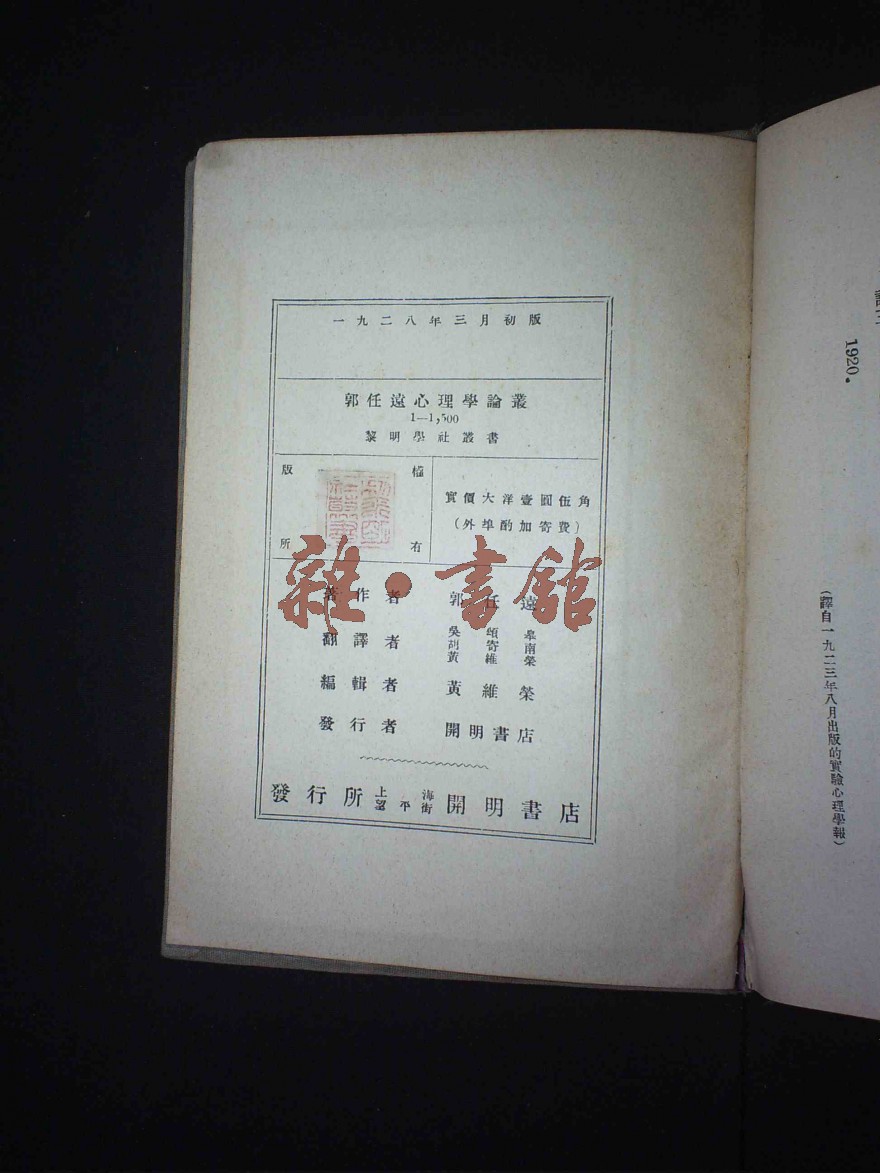 一九二八年三月初版
郭任遠心理學論叢
1—1,500
黎明學社叢書
版權
所有
實價大洋壹圓伍角
(外埠酌加寄費)
雜·書館
著作者 郭任遠
翻譯者 吳頌臯 胡寄南 黃維榮
編輯者 黃維榮
發行者 開明書店
發行所 上海望平街 開明書店
1920.
(譯自一九二三年八月出版的實驗心理學報)